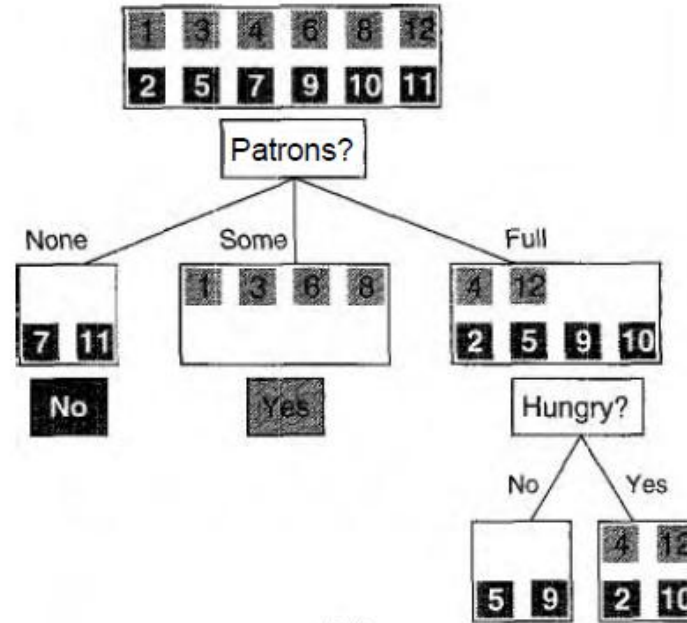 1 3 4 6 8 12
2 5 7 9 10 11
Patrons?
None Some Full
1 3 6 8 4 12
7 11 2 5 9 10
No Yes Hungry?
No Yes
4 12
5 9 2 10